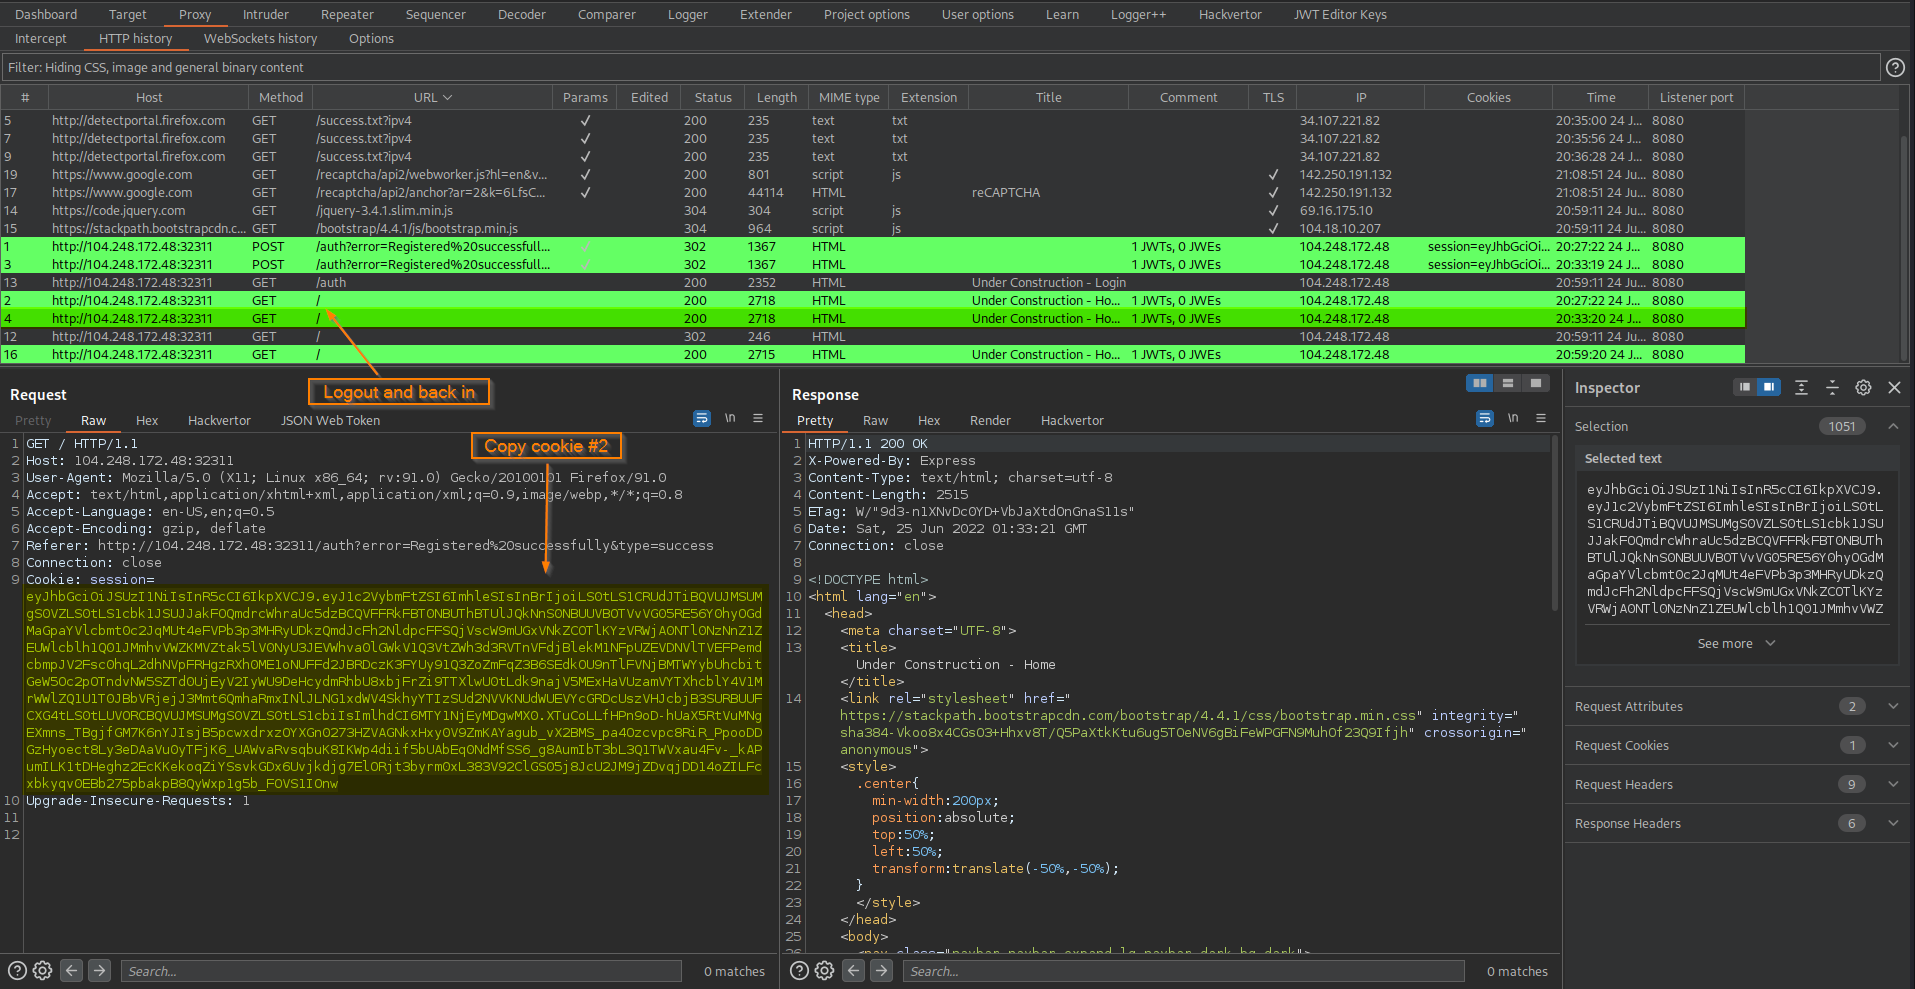 Dashboard Target Proxy Intruder Repeater Sequencer Decoder Comparer Logger Extender Project options User options Learn Logger++ Hackvertor JWT Editor Keys
Intercept HTTP history WebSockets history Options
Filter: Hiding CSS, image and general binary content
# Host Method URL Params Edited Status Length MIME type Extension Title Comment TLS IP Cookies Time Listener port
5 http://detectportal.firefox.com GET /success.txt?ipv4 ✓ 200 235 text txt 34.107.221.82 20:35:00 24 J... 8080
7 http://detectportal.firefox.com GET /success.txt?ipv4 ✓ 200 235 text txt 34.107.221.82 20:35:56 24 J... 8080
9 http://detectportal.firefox.com GET /success.txt?ipv4 ✓ 200 235 text txt 34.107.221.82 20:36:28 24 J... 8080
19 https://www.google.com GET /recaptcha/api2/webworker.js?hl=en&v... ✓ 200 801 script js ✓ 142.250.191.132 21:08:51 24 J... 8080
17 https://www.google.com GET /recaptcha/api2/anchor?ar=2&k=6LfsC... ✓ 200 44114 HTML reCAPTCHA ✓ 142.250.191.132 21:08:51 24 J... 8080
14 https://code.jquery.com GET /jquery-3.4.1.slim.min.js 304 304 script js ✓ 69.16.175.10 20:59:11 24 Ju... 8080
15 https://stackpath.bootstrapcdn.c... GET /bootstrap/4.4.1/js/bootstrap.min.js 304 964 script js ✓ 104.18.10.207 20:59:11 24 Ju... 8080
1 http://104.248.172.48:32311 POST /auth?error=Registered%20successfull... ✓ 302 1367 HTML 1 JWTs, 0 JWEs 104.248.172.48 session=eyJhbGciOi... 20:27:22 24 J... 8080
3 http://104.248.172.48:32311 POST /auth?error=Registered%20successfull... ✓ 302 1367 HTML 1 JWTs, 0 JWEs 104.248.172.48 session=eyJhbGciOi... 20:33:19 24 Ju... 8080
13 http://104.248.172.48:32311 GET /auth 200 2352 HTML Under Construction - Login 104.248.172.48 20:59:11 24 Ju... 8080
2 http://104.248.172.48:32311 GET / 200 2718 HTML Under Construction - Ho... 1 JWTs, 0 JWEs 104.248.172.48 20:27:22 24 J... 8080
4 http://104.248.172.48:32311 GET / 200 2718 HTML Under Construction - Ho... 1 JWTs, 0 JWEs 104.248.172.48 20:33:20 24 J... 8080
12 http://104.248.172.48:32311 GET / 302 246 HTML 104.248.172.48 20:59:11 24 Ju... 8080
16 http://104.248.172.48:32311 GET / 200 2715 HTML Under Construction - Ho... 1 JWTs, 0 JWEs 104.248.172.48 20:59:20 24 J... 8080
Logout and back in
Request
Pretty Raw Hex Hackvertor JSON Web Token
\n
Copy cookie #2
1 GET / HTTP/1.1
2 Host: 104.248.172.48:32311
3 User-Agent: Mozilla/5.0 (X11; Linux x86_64; rv:91.0) Gecko/20100101 Firefox/91.0
4 Accept: text/html,application/xhtml+xml,application/xml;q=0.9,image/webp,*/*;q=0.8
5 Accept-Language: en-US,en;q=0.5
6 Accept-Encoding: gzip, deflate
7 Referer: http://104.248.172.48:32311/auth?error=Registered%20successfully&type=success
8 Connection: close
9 Cookie: session=
10 Upgrade-Insecure-Requests: 1
11
12
Search...
0 matches
Response
Pretty Raw Hex Render Hackvertor
\n
1 HTTP/1.1 200 OK
2 X-Powered-By: Express
3 Content-Type: text/html; charset=utf-8
4 Content-Length: 2515
5 ETag:
6 Date: Sat, 25 Jun 2022 01:33:21 GMT
7 Connection: close
8
9 <!DOCTYPE html>
10 <html lang="en">
11 <head>
12 <meta charset="UTF-8">
13 <title>
Under Construction - Home
</title>
14 <link rel="stylesheet" href="
https://stackpath.bootstrapcdn.com/bootstrap/4.4.1/css/bootstrap.min.css" integrity="
sha384-Vkoo8x4CGsO3+Hhxv8T/Q5PaXtkKtu6ug5TOeNV6gBiFeWPGFN9MuhOf23Q9Ifjh" crossorigin="
anonymous">
15 <style>
16 .center{
17 min-width:200px;
18 position:absolute;
19 top:50%;
20 left:50%;
21 transform:translate(-50%,-50%);
22 }
23 </style>
24 </head>
25 <body>
26 <nav class="navbar navbar-expand-lg navbar-dark bg-dark">
Search...
0 matches
Inspector
Selection 1051
Selected text
eyJhbGciOiJSUzI1NiIsInR5cCI6IkpXVCJ9.
See more
Request Attributes 2
Request Cookies 1
Request Headers 9
Response Headers 6